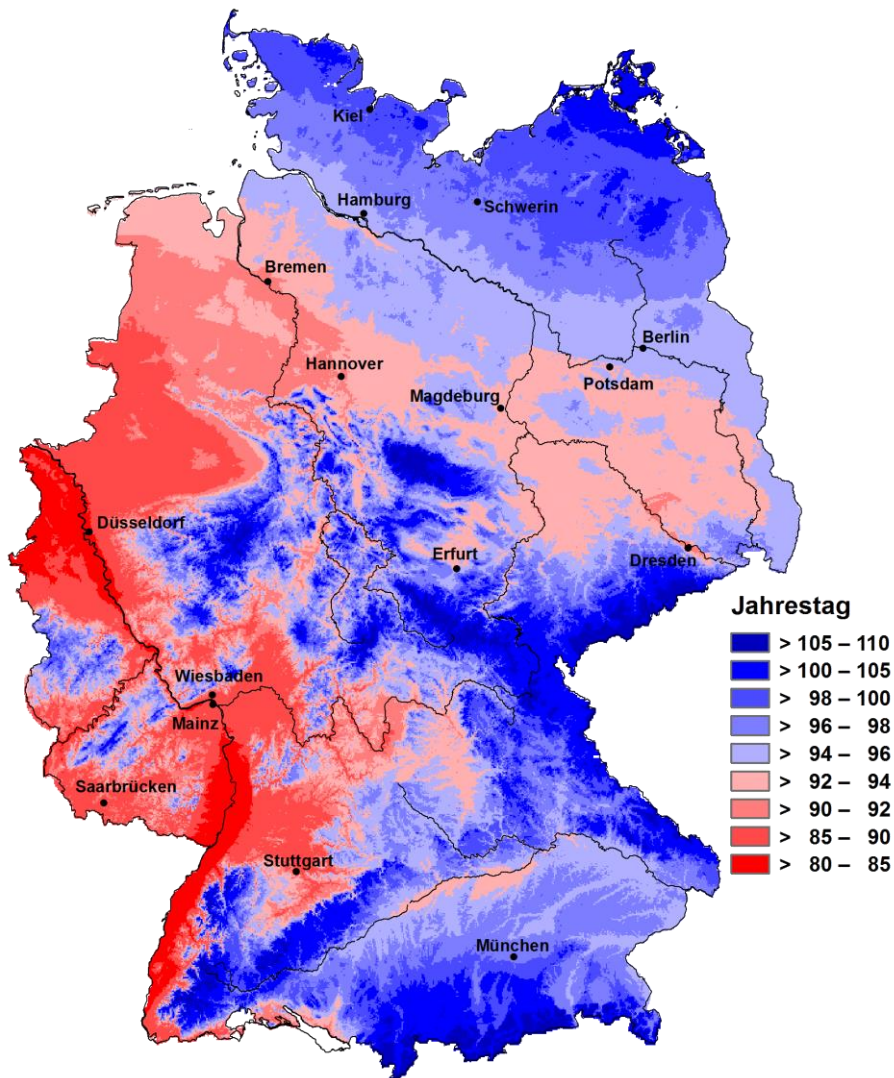 Kiel
Hamburg
Schwerin
Bremen
Berlin
Hannover
Potsdam
Magdeburg
Düsseldorf
Erfurt
Dresden
Wiesbaden
Mainz
Saarbrücken
Stuttgart
München
Jahrestag
> 105 – 110
> 100 – 105
> 98 – 100
> 96 – 98
> 94 – 96
> 92 – 94
> 90 – 92
> 85 – 90
> 80 – 85